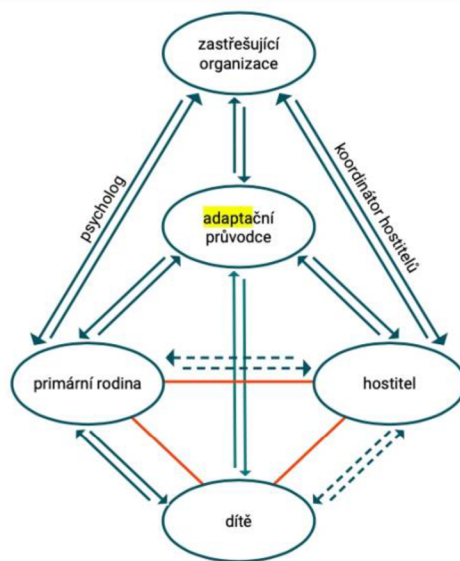 zastřešující
organizace
psycholog
koordinátor hostitelů
adaptační
průvodce
primární rodina
hostitel
dítě